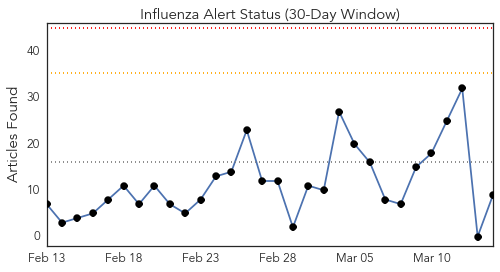 Influenza Alert Status (30-Day Window)
Articles Found
40
30
20
10
0
Feb 13 Feb 18 Feb 23 Feb 28 Mar 05 Mar 10